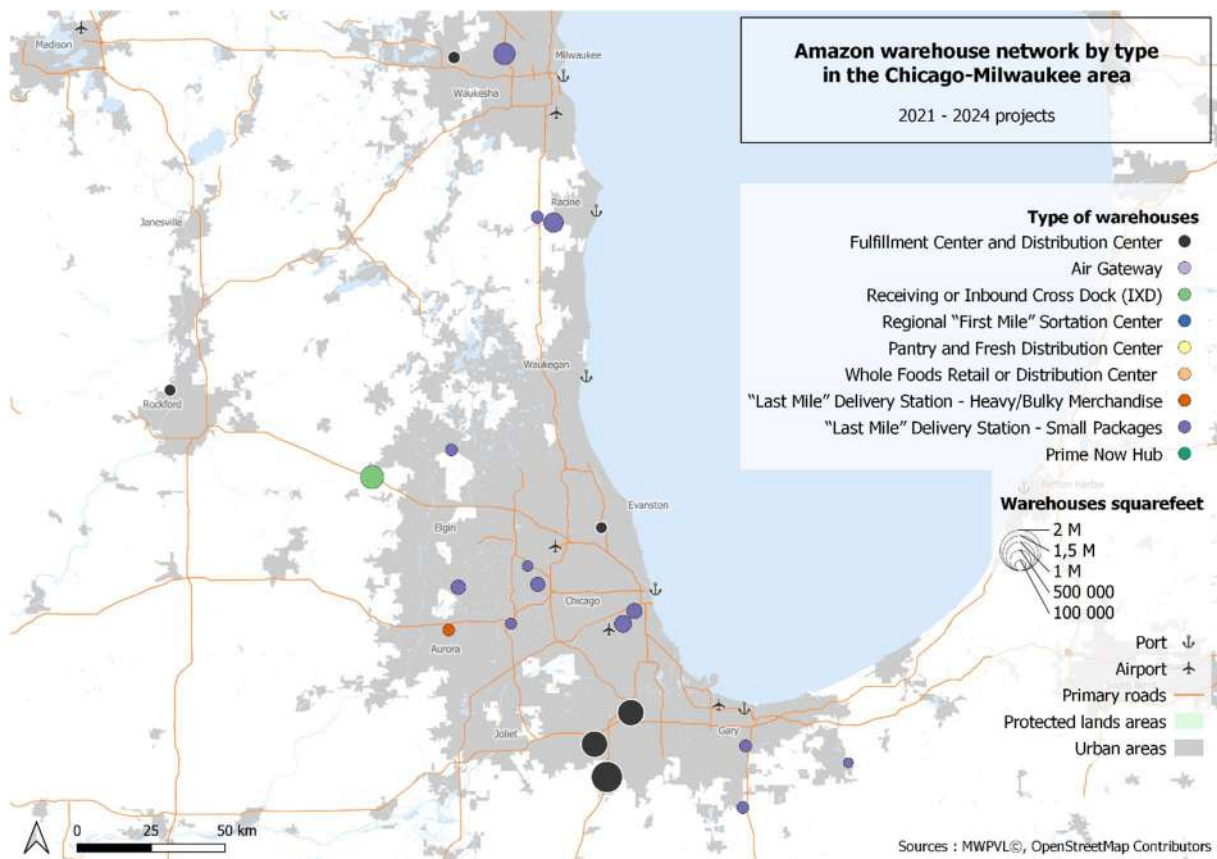 Amazon warehouse network by type
in the Chicago-Milwaukee area
2021 - 2024 projects
Madison
Milwaukee
Waukesha
Racine
Janesville
Waukegan
Rockford
Evanston
Elgin
Chicago
Aurora
Joliet
Gary
Type of warehouses
Fulfillment Center and Distribution Center
Air Gateway
Receiving or Inbound Cross Dock (IXD)
Regional “First Mile” Sortation Center
Pantry and Fresh Distribution Center
Whole Foods Retail or Distribution Center
“Last Mile” Delivery Station - Heavy/Bulky Merchandise
“Last Mile” Delivery Station - Small Packages
Prime Now Hub
Warehouses squarefeet
2 M
1,5 M
1 M
500 000
100 000
Port
Airport
Primary roads
Protected lands areas
Urban areas
0 25 50 km
Sources : MWPVL©, OpenStreetMap Contributors